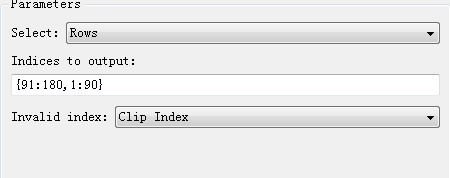 Parameters
Select: Rows
Indices to output:
{91:180,1:90}
Invalid index: Clip Index